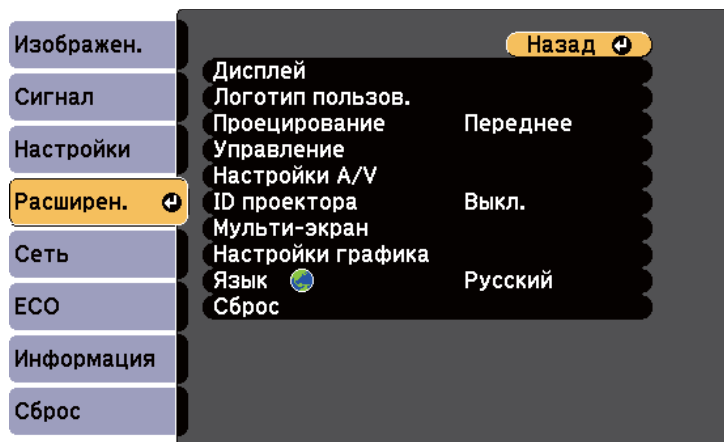 Изображен.
Сигнал
Настройки
Расширен.
Сеть
ECO
Информация
Сброс
Назад
Дисплей
Логотип пользов.
Проецирование Переднее
Управление
Настройки A/V
ID проектора Выкл.
Мульти-экран
Настройки графика
Язык Русский
Сброс